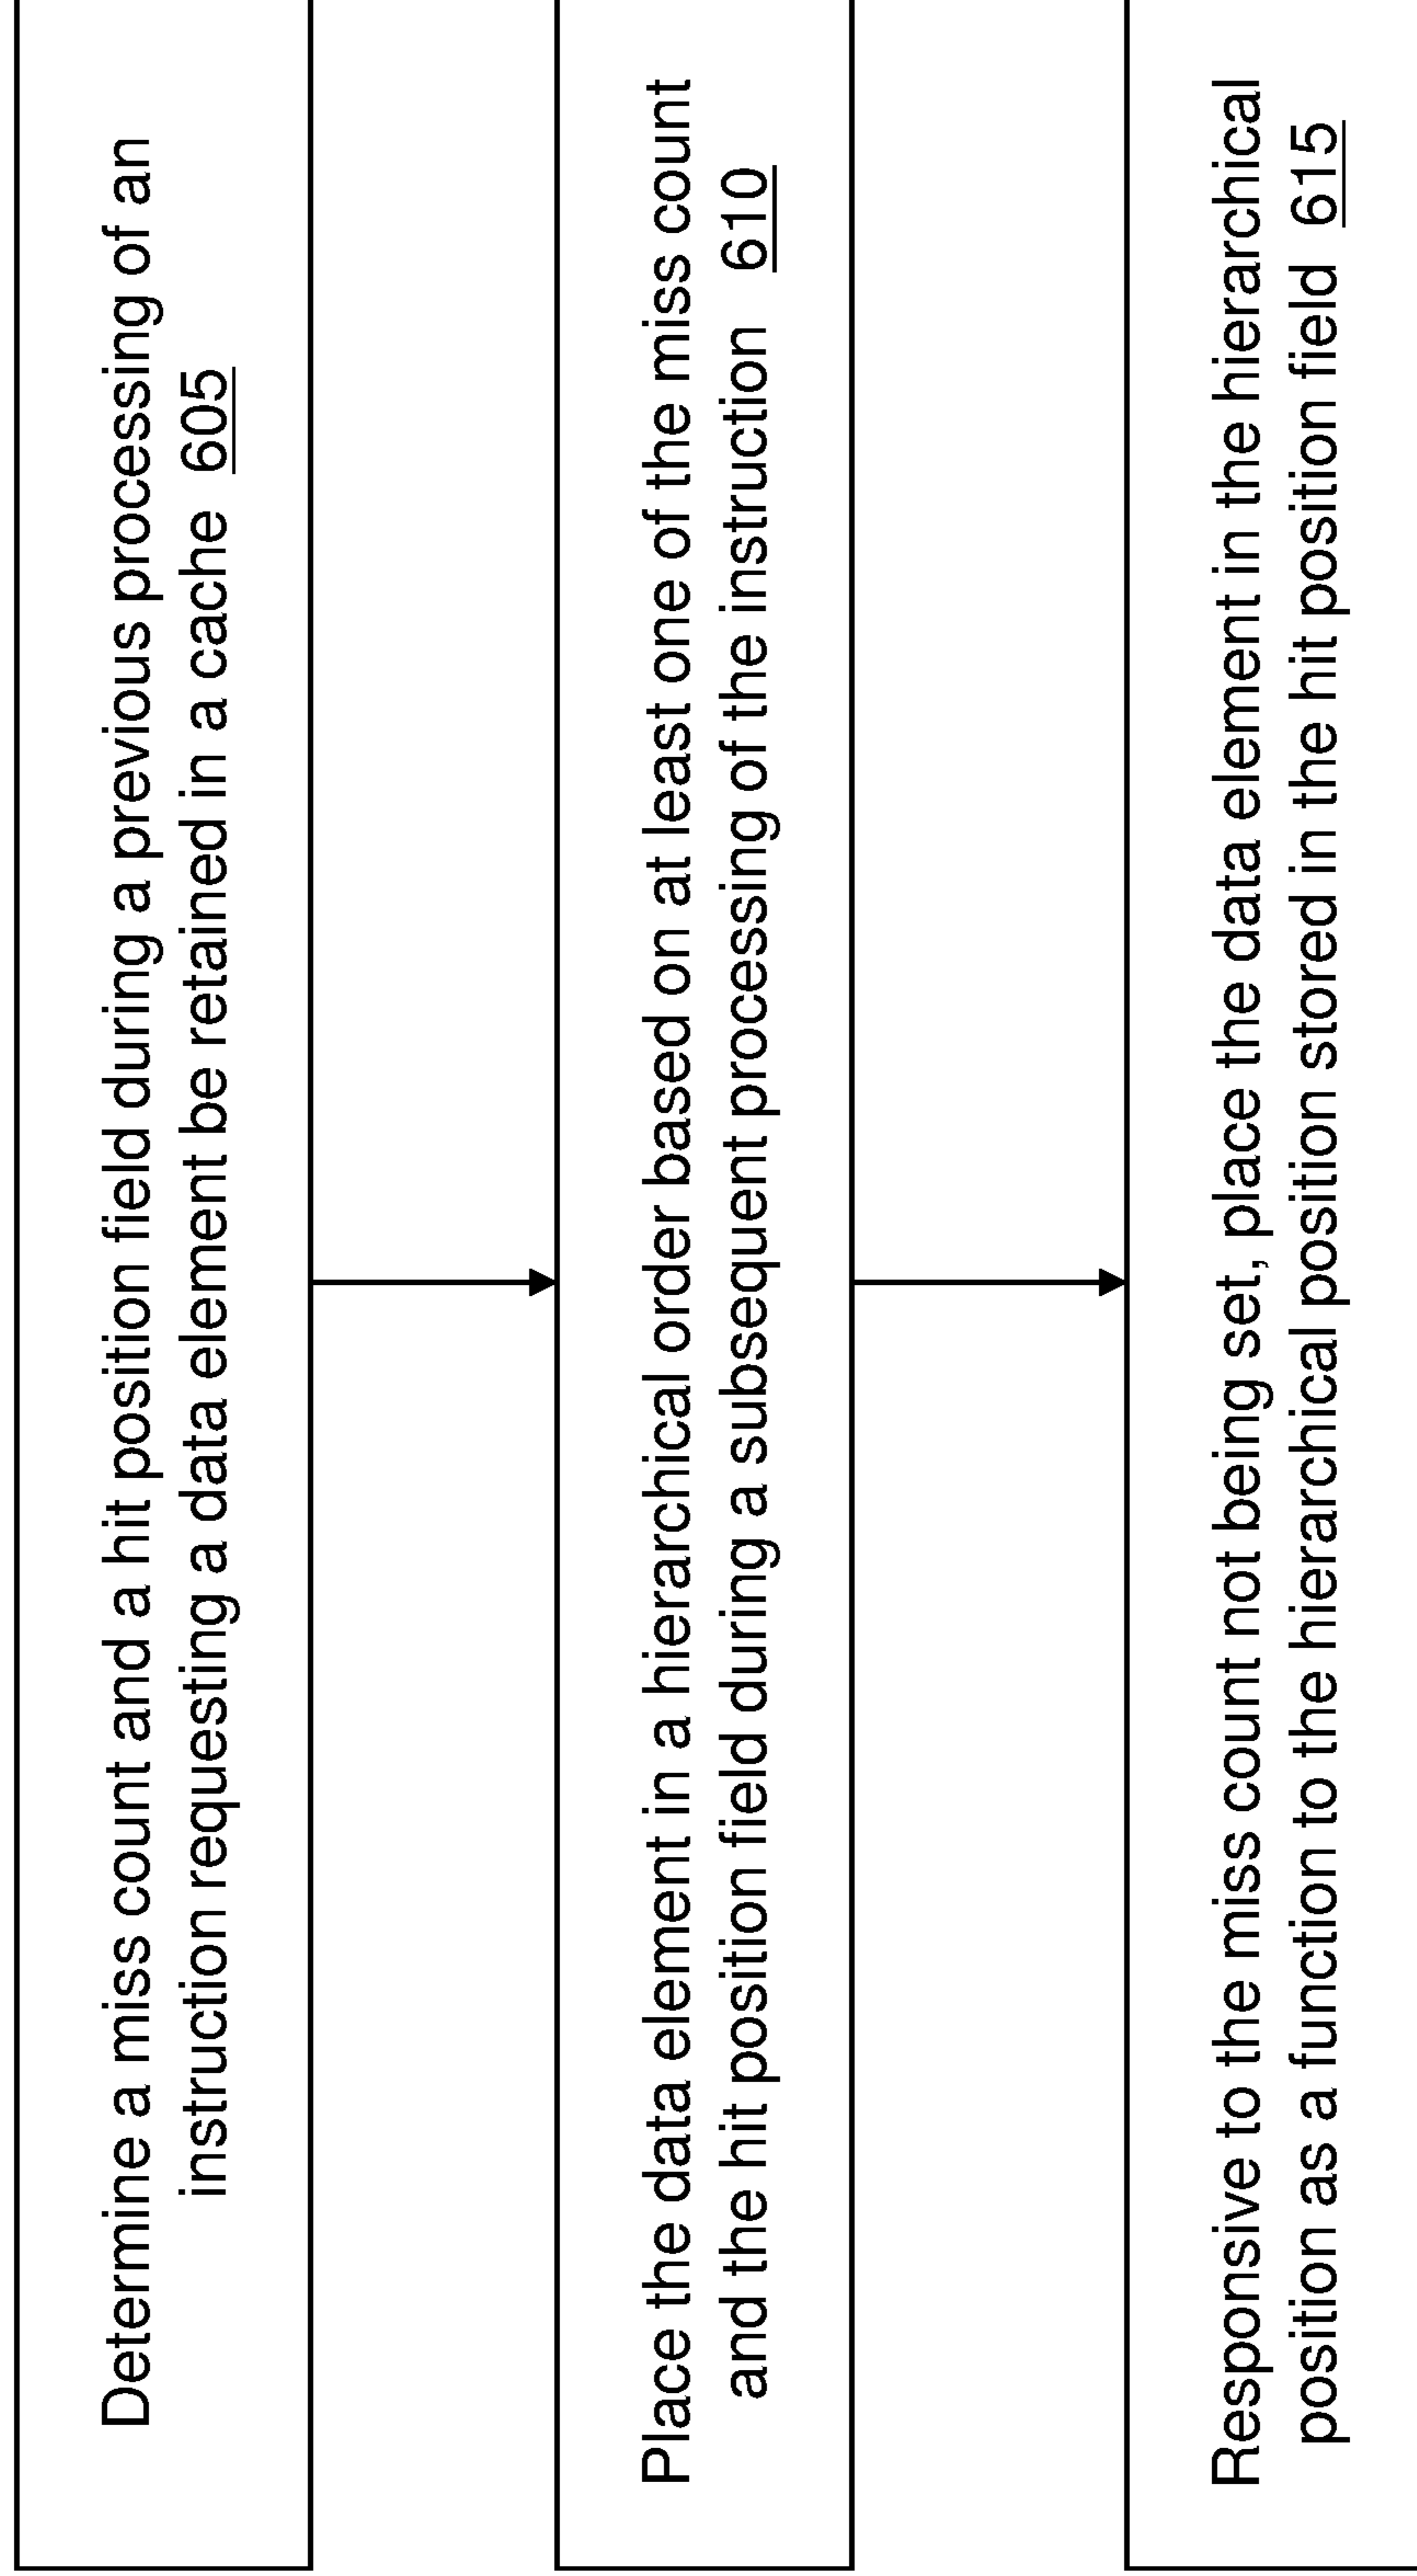 Determine a miss count and a hit position field during a previous processing of an
instruction requesting a data element be retained in a cache 605
Place the data element in a hierarchical order based on at least one of the miss count
and the hit position field during a subsequent processing of the instruction 610
Responsive to the miss count not being set, place the data element in the hierarchical
position as a function to the hierarchical position stored in the hit position field 615